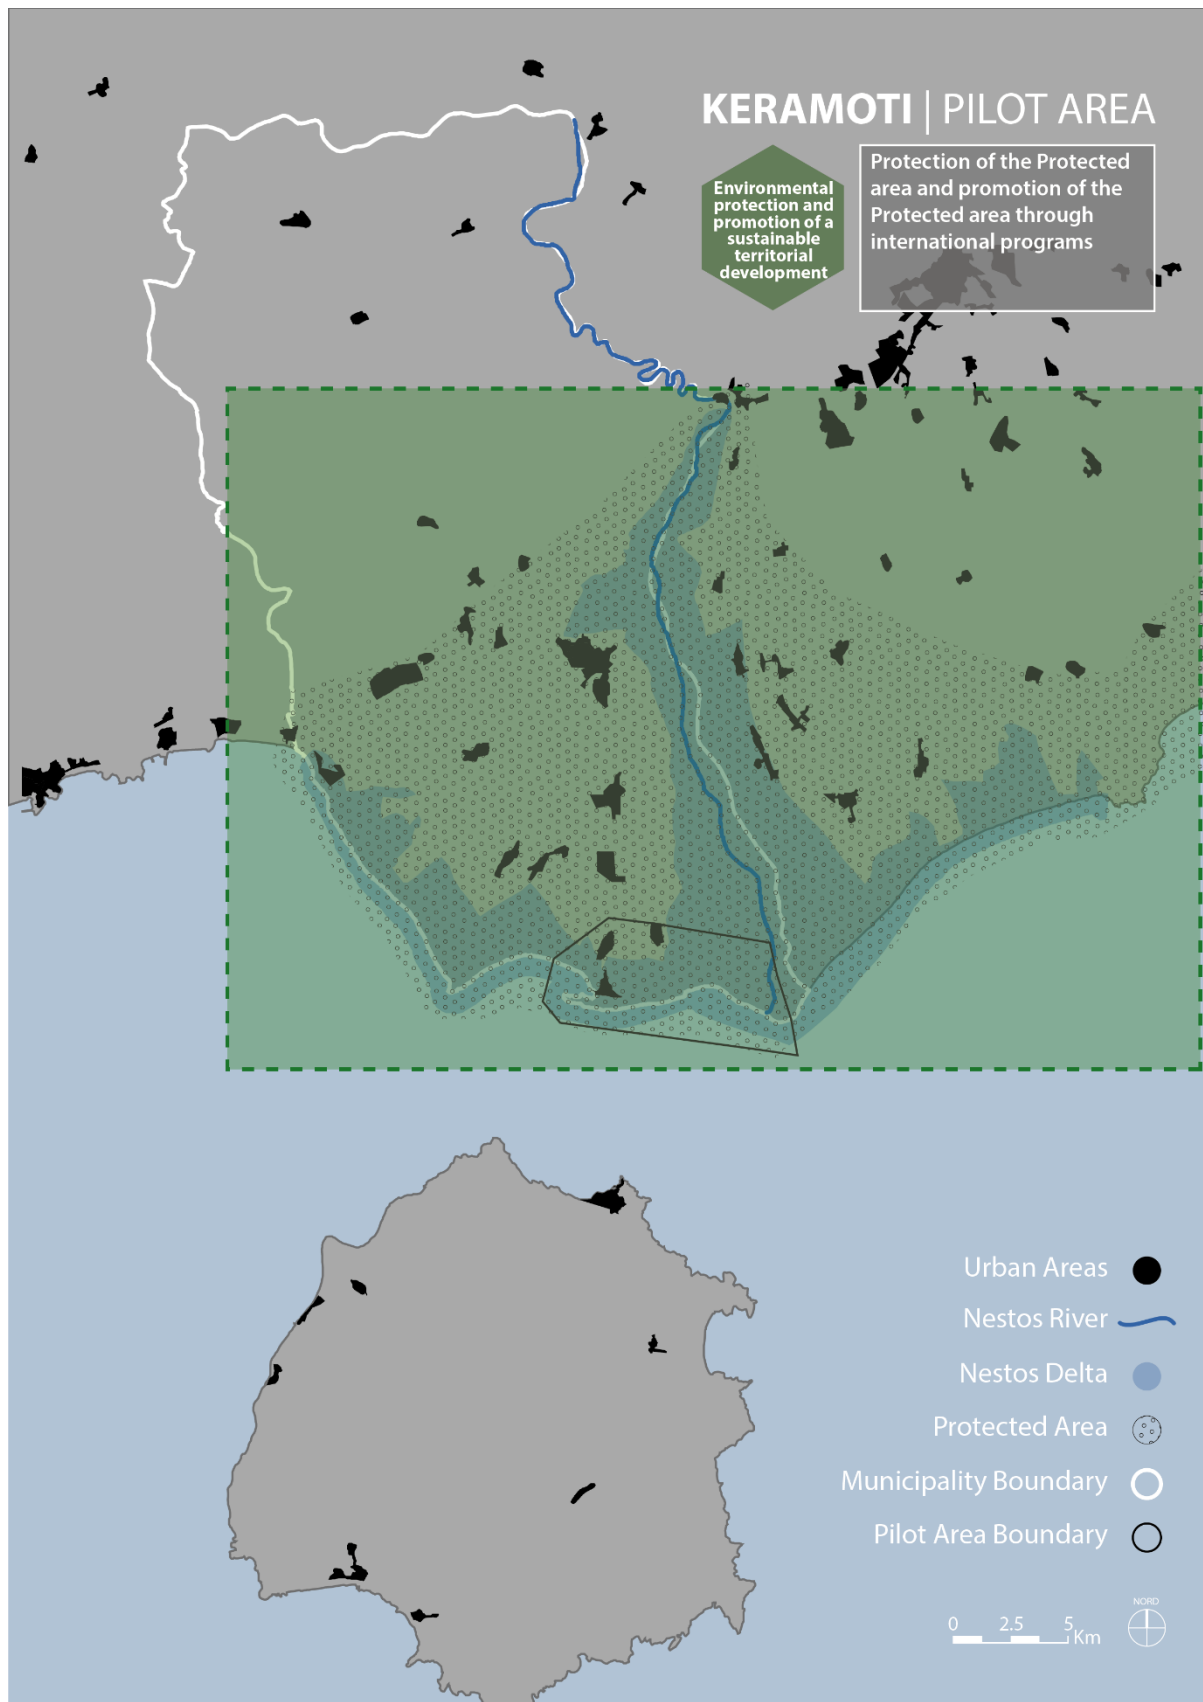 KERAMOTI | PILOT AREA
Environmental
protection and
promotion of a
sustainable
territorial
development
Protection of the Protected
area and promotion of the
Protected area through
international programs
Urban Areas
Nestos River
Nestos Delta
Protected Area
Municipality Boundary
Pilot Area Boundary
0 2.5 5 Km
NORD